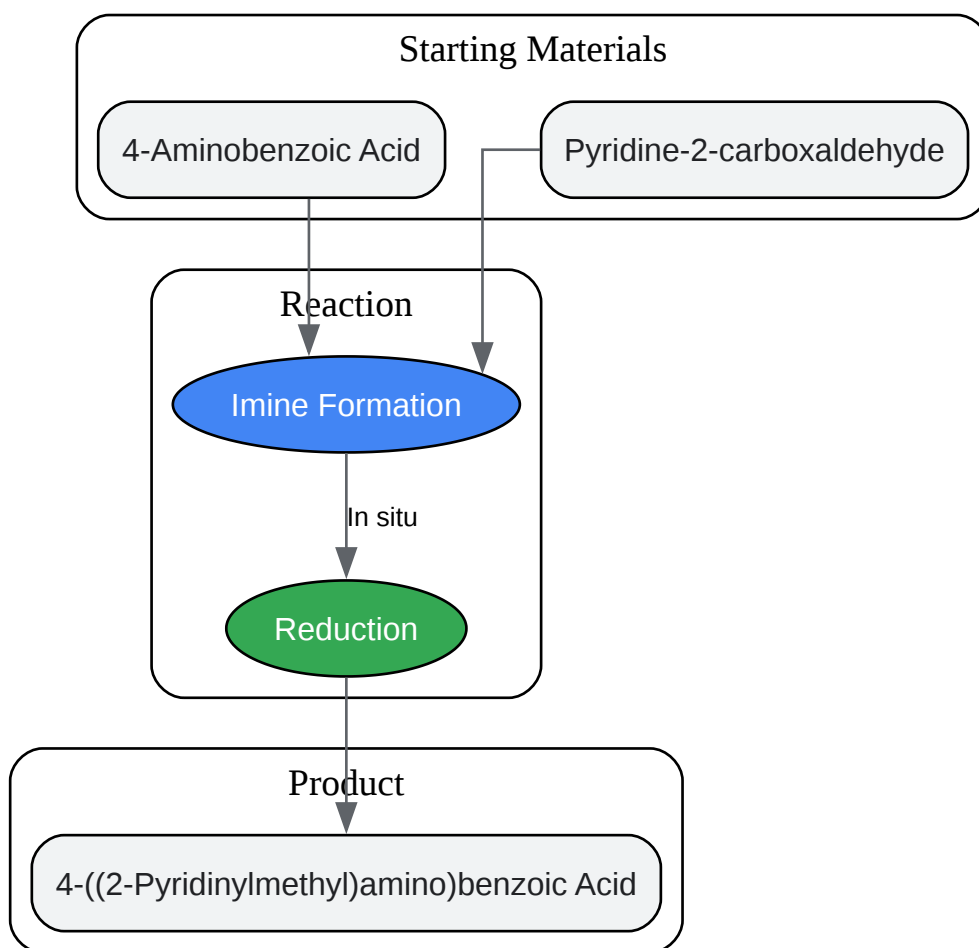 Starting Materials
4-Aminobenzoic Acid
Pyridine-2-carboxaldehyde
Reaction
Imine Formation
In situ
Reduction
Product
4-((2-Pyridinylmethyl)amino)benzoic Acid